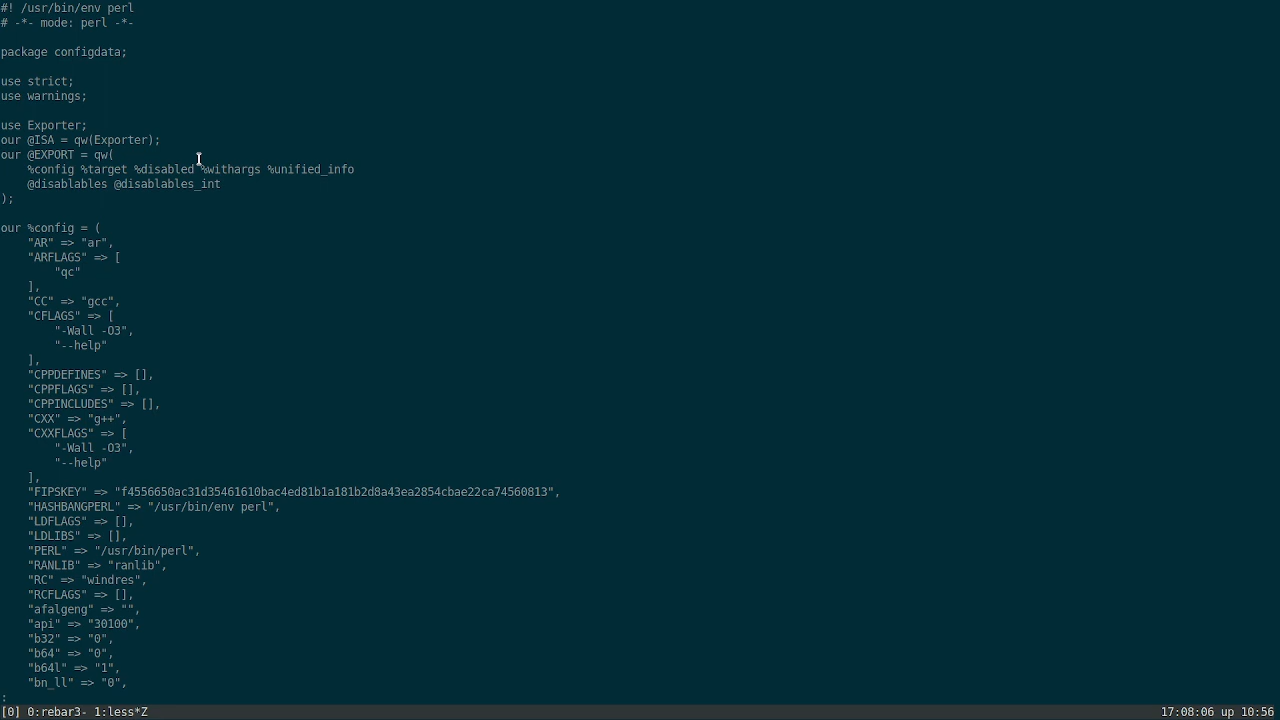 #! /usr/bin/env perl
# -*- mode: perl -*-
package configdata;
use strict;
use warnings;
use Exporter;
our @ISA = qw(Exporter);
our @EXPORT = qw(
    %config %target %disabled %withargs %unified_info
    @disablables @disablables_int
);
our %config = (
    "AR" => "ar",
    "ARFLAGS" => [
        "qc"
    ],
    "CC" => "gcc",
    "CFLAGS" => [
        "-Wall -O3",
        "--help"
    ],
    "CPPDEFINES" => [],
    "CPPFLAGS" => [],
    "CPPINCLUDES" => [],
    "CXX" => "g++",
    "CXXFLAGS" => [
        "-Wall -O3",
        "--help"
    ],
    "FIPSKEY" => "f4556650ac31d35461610bac4ed81b1a181b2d8a43ea2854cbae22ca74560813",
    "HASHBANGPERL" => "/usr/bin/env perl",
    "LDFLAGS" => [],
    "LDLIBS" => [],
    "PERL" => "/usr/bin/perl",
    "RANLIB" => "ranlib",
    "RC" => "windres",
    "RCFLAGS" => [],
    "afalgeng" => "",
    "api" => "30100",
    "b32" => "0",
    "b64" => "0",
    "b64l" => "1",
    "bn_ll" => "0",
:
[0] 0:rebar3- 1:less*Z 17:08:06 up 10:56